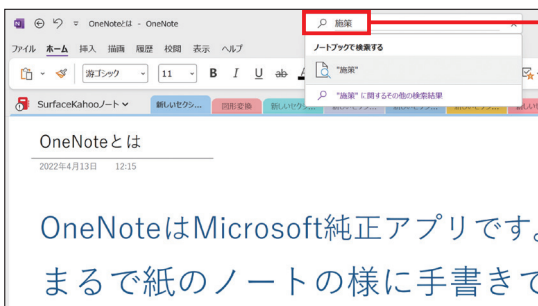 OneNoteとは - OneNote
施策
ファイル ホーム 挿入 描画 履歴 校閲 表示 ヘルプ
ノートブックで検索する
游ゴシック 11 B I U ab
"施策"
"施策" に関するその他の検索結果
SurfaceKahooノート 新しいセクシ... 図形変換 新しいセクシ...
OneNoteとは
2022年4月13日 12:15
OneNoteはMicrosoft純正アプリです。
まるで紙のノートの様に手書きで